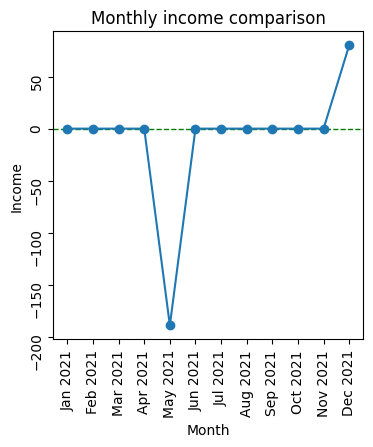 Monthly income comparison
Income
50
0
−50
−100
−150
−200
Jan 2021
Feb 2021
Mar 2021
Apr 2021
May 2021
Jun 2021
Jul 2021
Aug 2021
Sep 2021
Oct 2021
Nov 2021
Dec 2021
Month